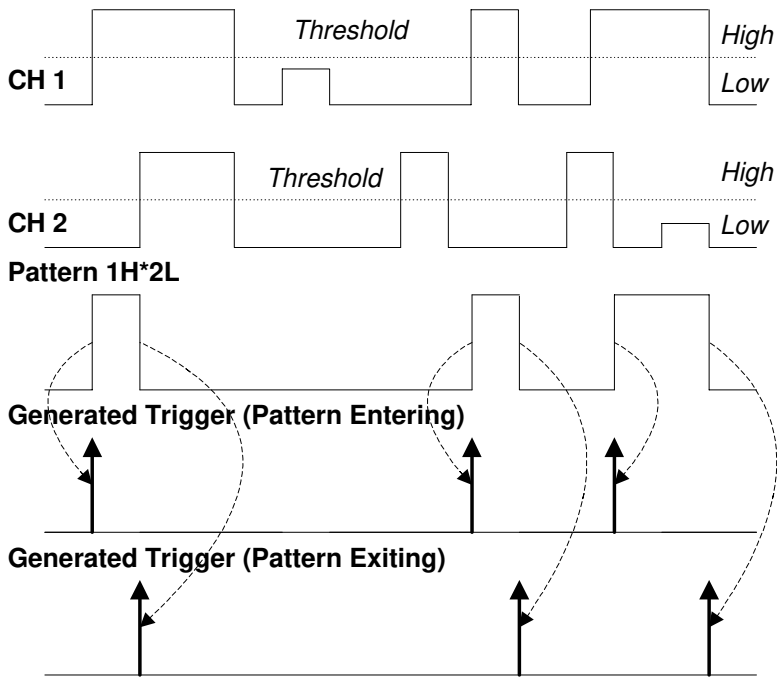 Threshold
High
CH 1
Low
Threshold
High
CH 2
Low
Pattern 1H*2L
Generated Trigger (Pattern Entering)
Generated Trigger (Pattern Exiting)